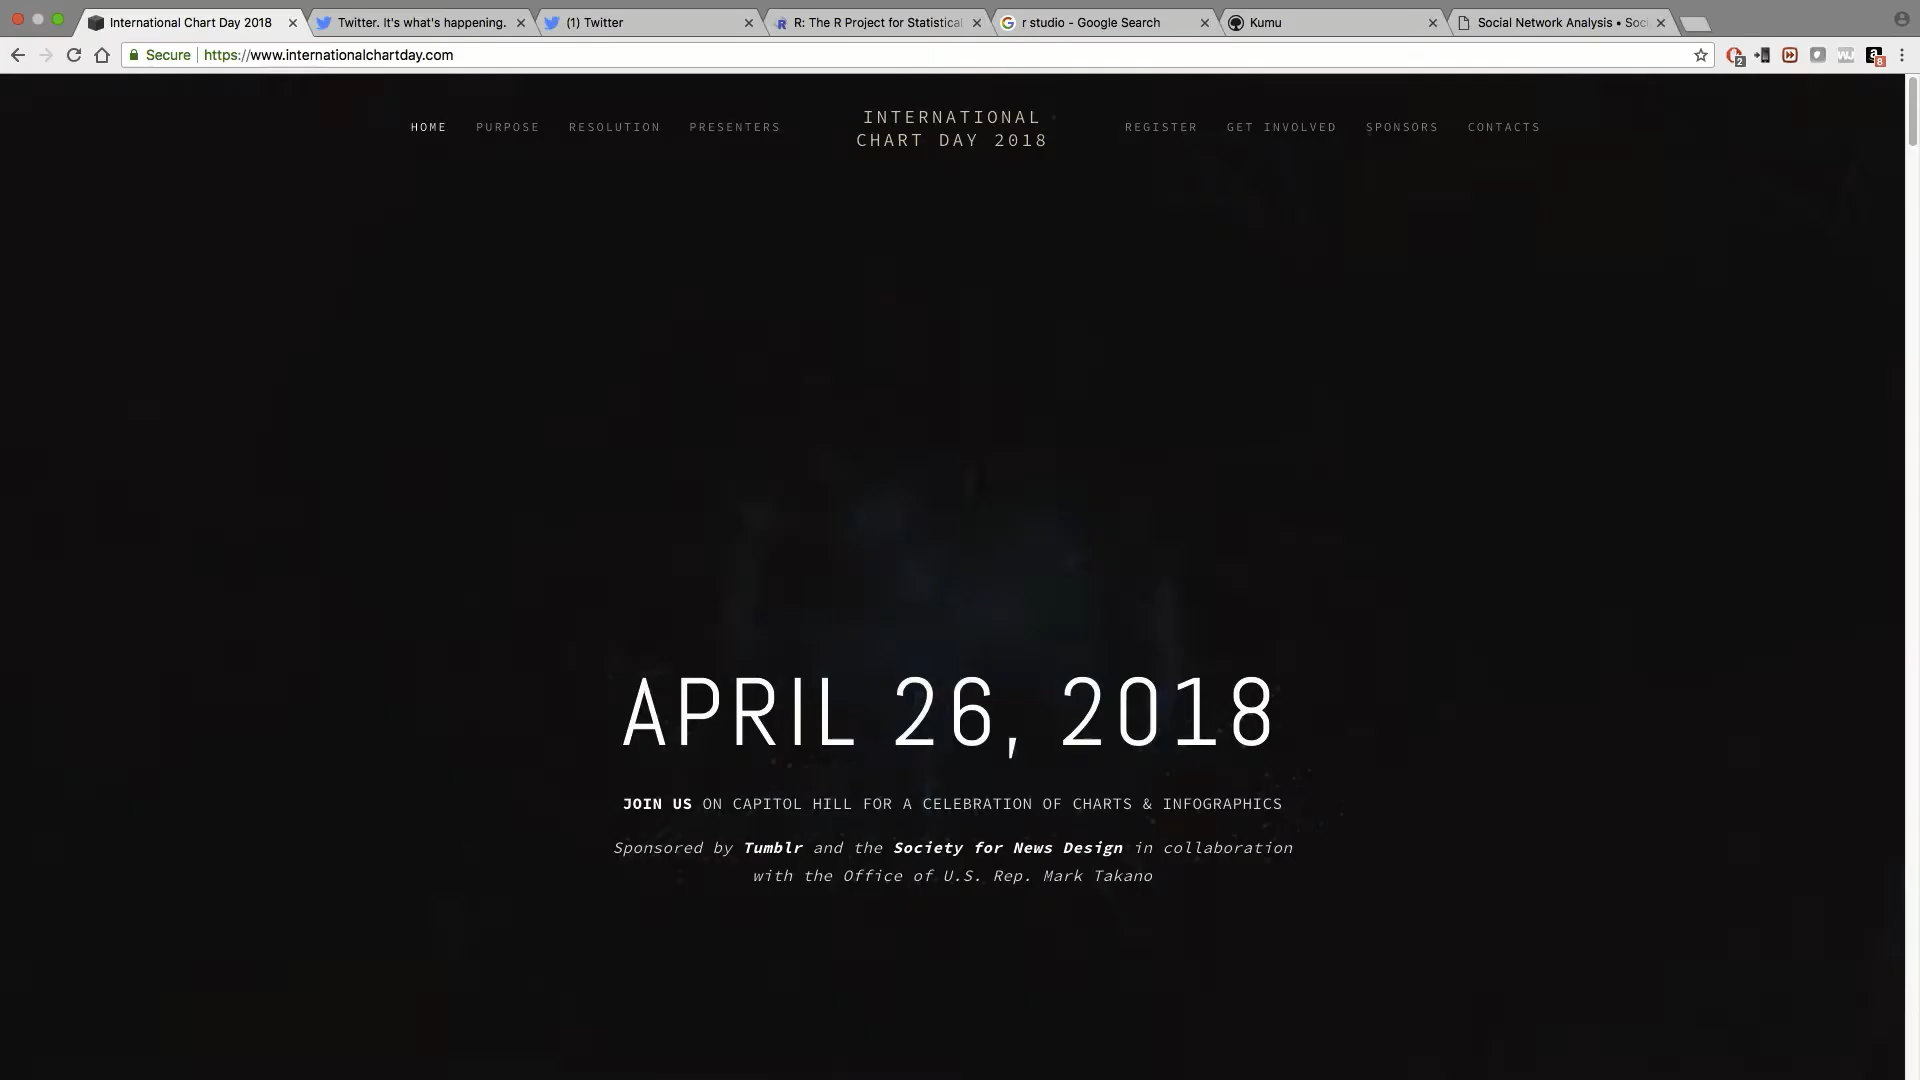 International Chart Day 2018
Twitter. It's what's happening.
(1) Twitter
R: The R Project for Statistical
r studio - Google Search
Kumu
Social Network Analysis • Soc
Secure
https://www.internationalchartday.com
2
8
HOME
PURPOSE
RESOLUTION
PRESENTERS
INTERNATIONAL
CHART DAY 2018
REGISTER
GET INVOLVED
SPONSORS
CONTACTS
APRIL 26, 2018
JOIN US ON CAPITOL HILL FOR A CELEBRATION OF CHARTS & INFOGRAPHICS
Sponsored by Tumblr and the Society for News Design in collaboration
with the Office of U.S. Rep. Mark Takano